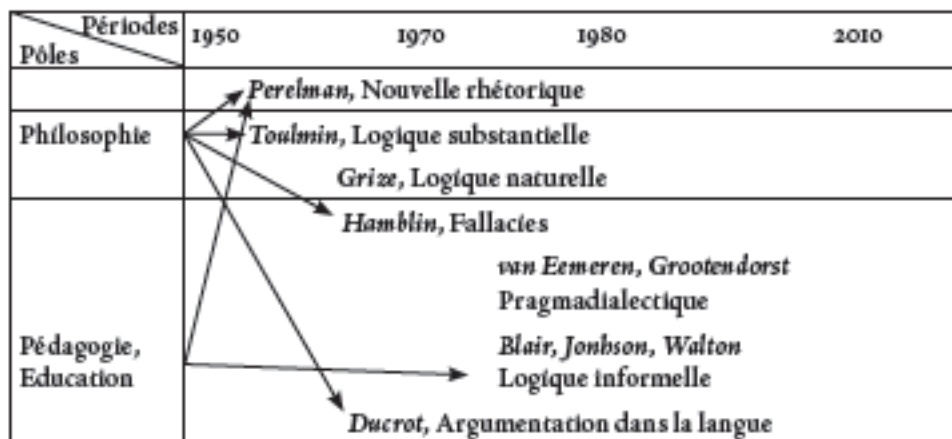 Périodes
Pôles
1950 1970 1980 2010
Perelman, Nouvelle rhétorique
Philosophie
Toulmin, Logique substantielle
Grize, Logique naturelle
Hamblin, Fallacies
van Eemeren, Grootendorst
Pragmadialectique
Pédagogie,
Education
Blair, Jonhson, Walton
Logique informelle
Ducrot, Argumentation dans la langue